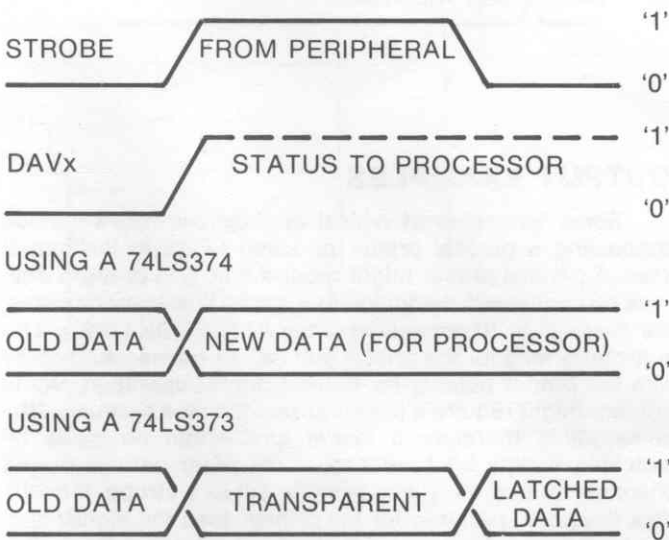 '1'
STROBE FROM PERIPHERAL
'0'
'1'
DAVx STATUS TO PROCESSOR
'0'
USING A 74LS374
'1'
OLD DATA NEW DATA (FOR PROCESSOR)
'0'
USING A 74LS373
'1'
OLD DATA TRANSPARENT LATCHED
DATA
'0'